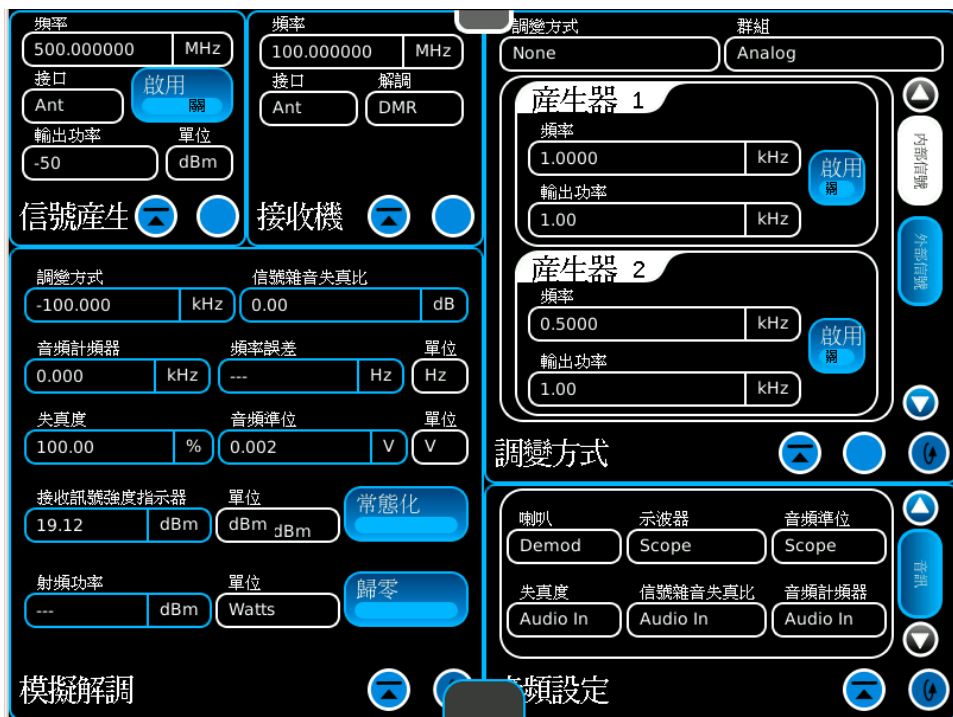 頻率
500.000000 MHz
接口
Ant
啟用
關
輸出功率 單位
-50 dBm
信號産生
頻率
100.000000 MHz
接口 解調
Ant DMR
接收機
調變方式 信號雜音失真比
-100.000 kHz 0.00 dB
音頻計頻器 頻率誤差 單位
0.000 kHz --- Hz Hz
失真度 音頻準位 單位
100.00 % 0.002 V V
接收訊號強度指示器 單位
19.12 dBm dBm dBm
常態化
射頻功率 單位
--- dBm Watts
歸零
模擬解調
調變方式 群組
None Analog
産生器 1
頻率
1.0000 kHz
啟用
關
輸出功率
1.00 kHz
産生器 2
頻率
0.5000 kHz
啟用
關
輸出功率
1.00 kHz
內部信號
外部信號
調變方式
喇叭 示波器 音頻準位
Demod Scope Scope
失真度 信號雜音失真比 音頻計頻器
Audio In Audio In Audio In
音訊
音頻設定